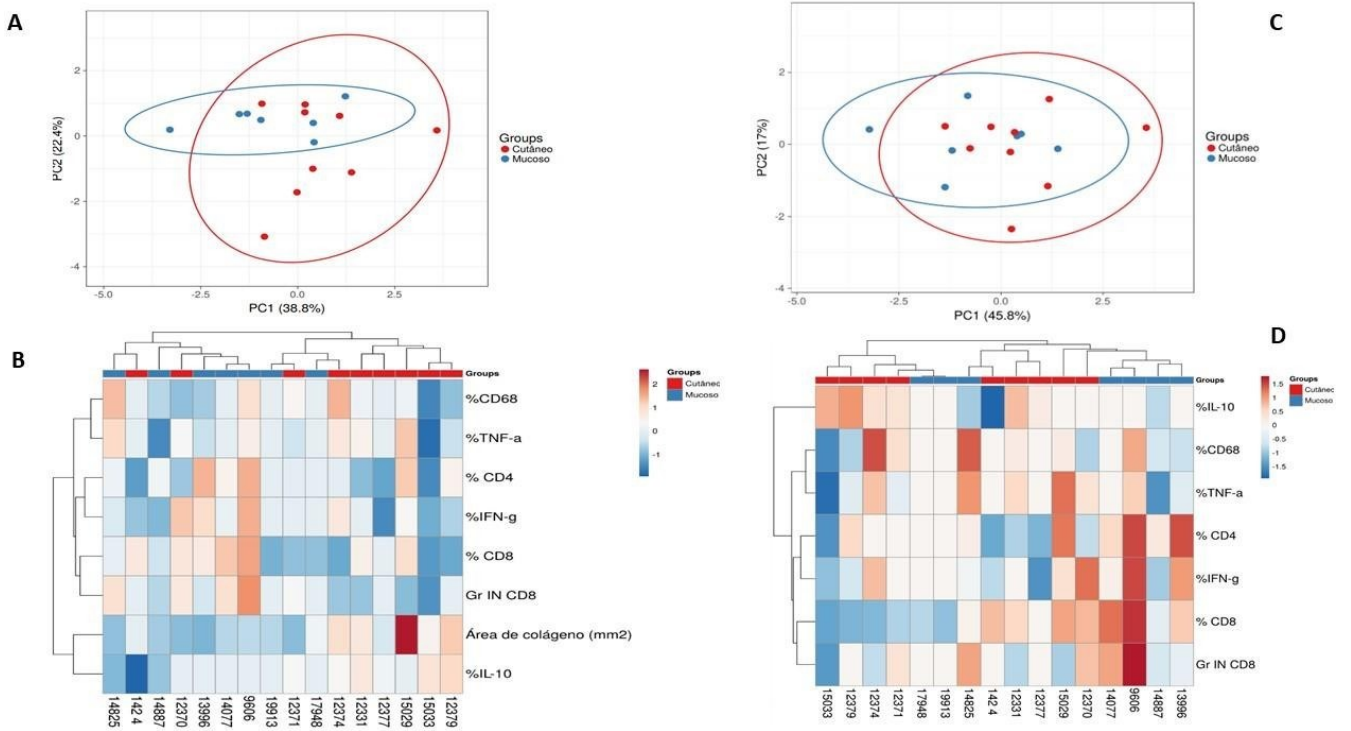 A
2
0
-2
-4
PC2 (22.4%)
-5.0
-2.5
0.0
2.5
PC1 (38.8%)
Groups
Cutâneo
Mucoso
C
2
0
-2
-4
PC2 (17%)
-5.0
-2.5
0.0
2.5
PC1 (45.8%)
Groups
Cutâneo
Mucoso
B
Groups
%CD68
%TNF-a
% CD4
%IFN-g
% CD8
Gr IN CD8
Área de colágeno (mm2)
%IL-10
14825
142 4
14887
12370
13996
14077
9606
19913
12371
17948
12374
12331
12377
15029
15033
12379
2
1
0
-1
Groups
Cutâneo
Mucoso
D
Groups
%IL-10
%CD68
%TNF-a
% CD4
%IFN-g
% CD8
Gr IN CD8
15033
12379
12374
12371
17948
19913
14825
142 4
12331
12377
15029
12370
14077
9606
14887
13996
1.5
1
0.5
0
-0.5
-1
-1.5
Groups
Cutâneo
Mucoso